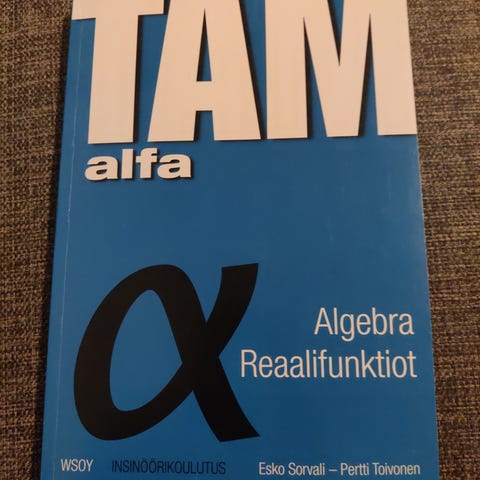 TAM
alfa
α
Algebra
Reaalifunktiot
WSOY INSINÖÖRIKOULUTUS Esko Sorvali – Pertti Toivonen